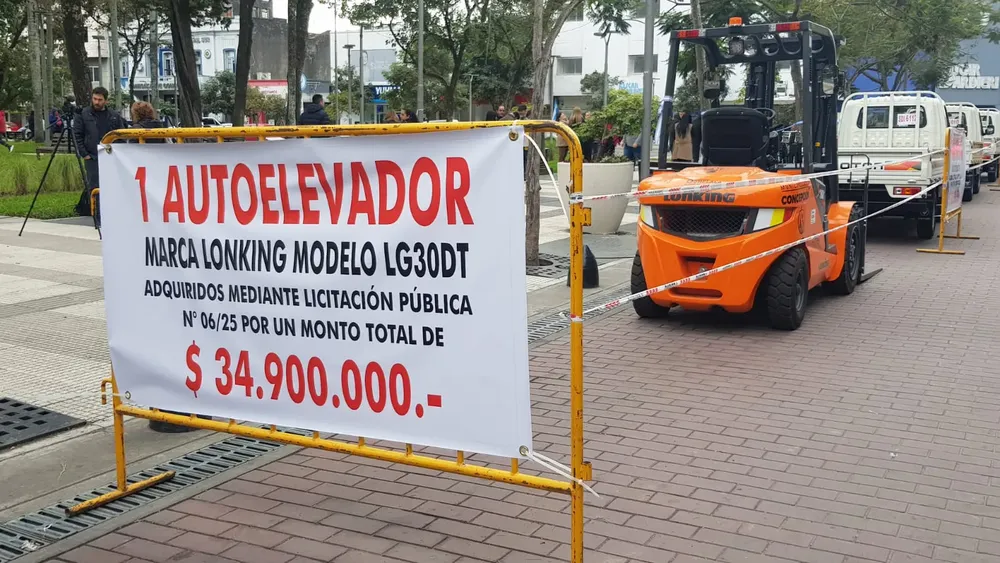 1 AUTOELEVADOR
MARCA LONKING MODELO LG30DT
ADQUIRIDOS MEDIANTE LICITACIÓN PÚBLICA
N° 06/25 POR UN MONTO TOTAL DE
$ 34.900.000.-
LONKING
CONCEPCION